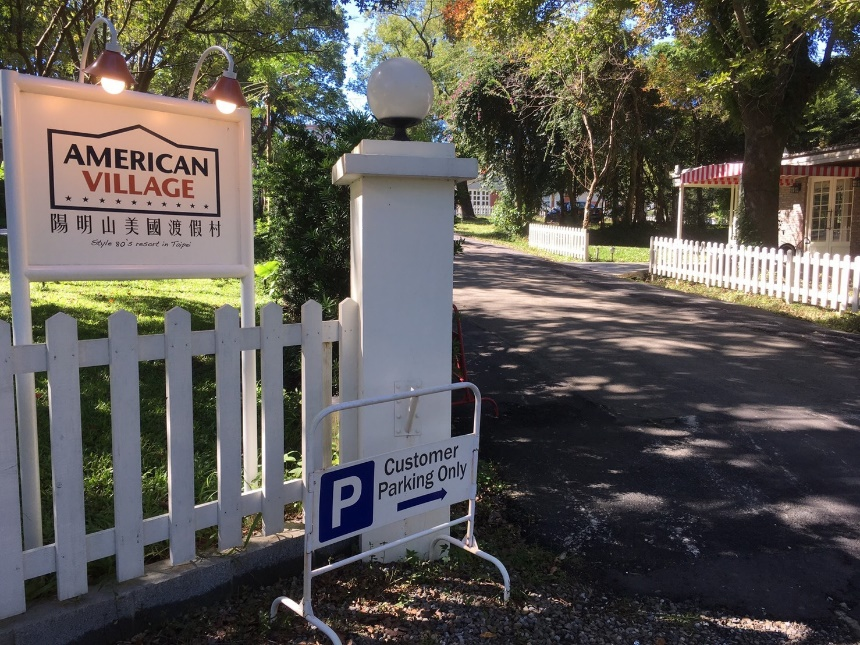 AMERICAN
VILLAGE
陽明山美國渡假村
Style 80's resort in Taipei
P
Customer
Parking Only